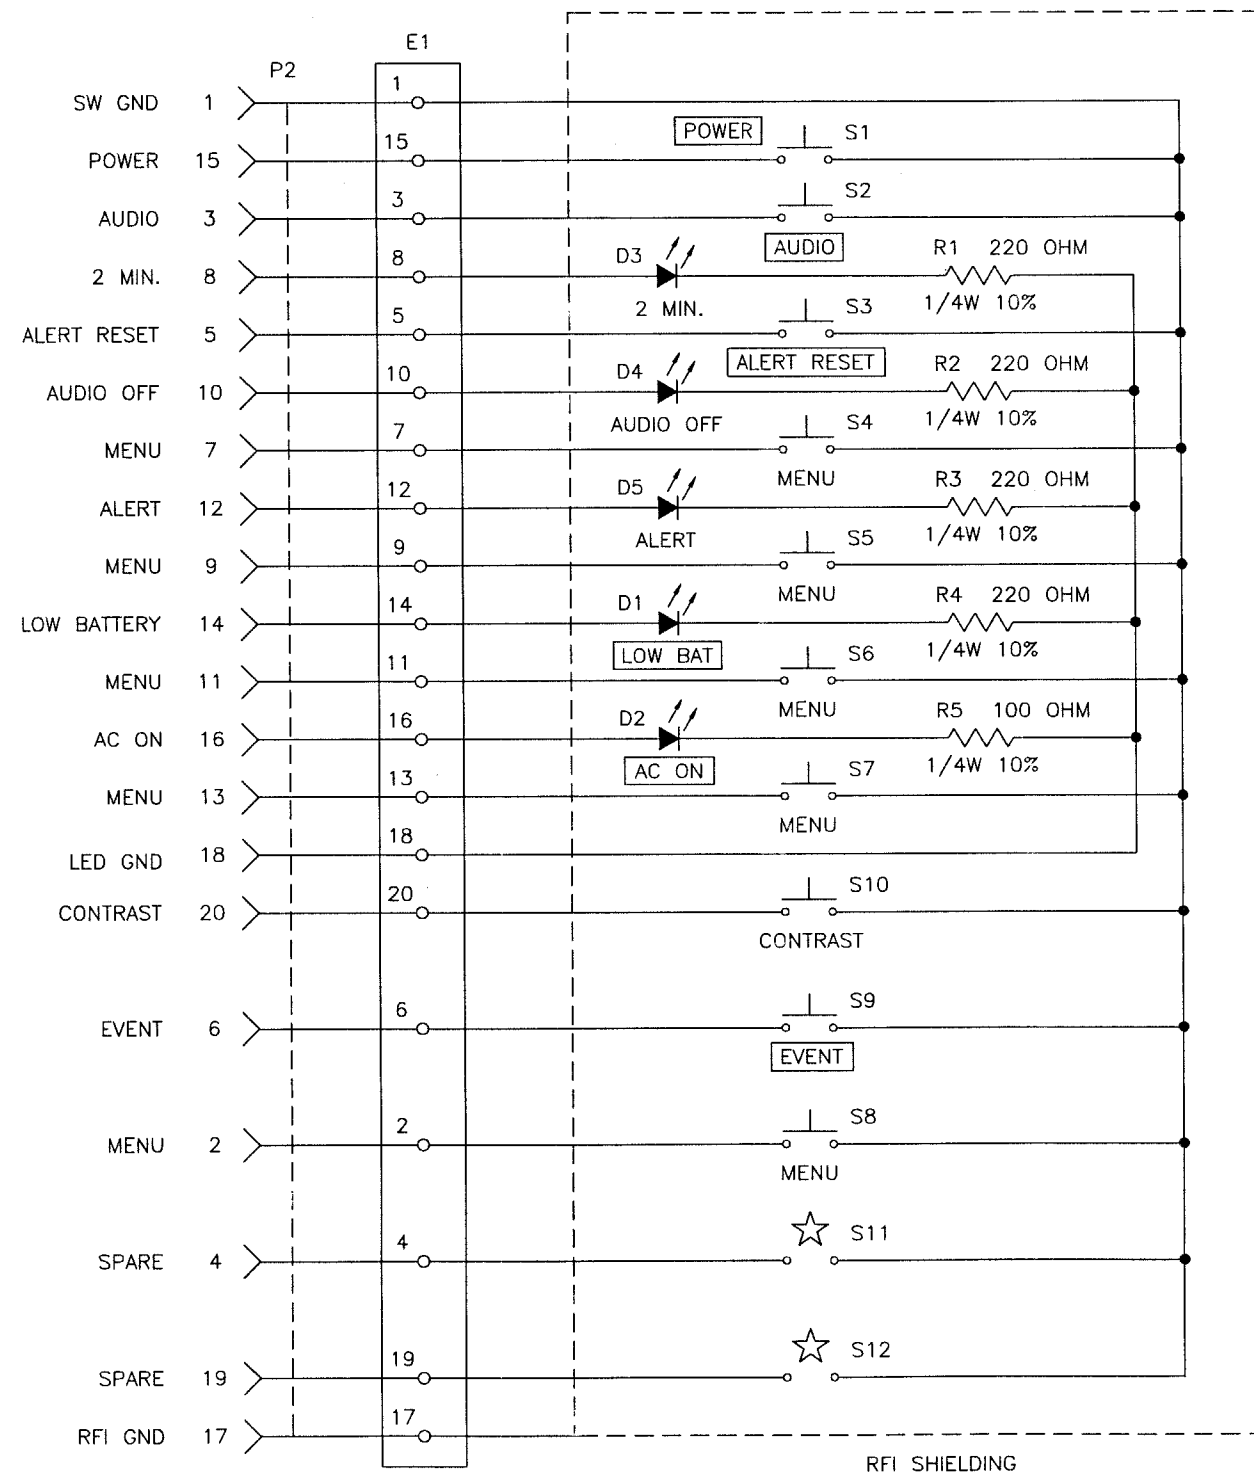 E1
P2
SW GND 1 1
POWER S1
POWER 15 15
S2
AUDIO 3 3
AUDIO
D3 R1 220 OHM
2 MIN. 8 8
2 MIN. 1/4W 10%
S3
ALERT RESET 5 5
ALERT RESET
D4 R2 220 OHM
AUDIO OFF 10 10
AUDIO OFF 1/4W 10%
S4
MENU 7 7
MENU
D5 R3 220 OHM
ALERT 12 12
ALERT 1/4W 10%
S5
MENU 9 9
MENU
D1 R4 220 OHM
LOW BATTERY 14 14
LOW BAT 1/4W 10%
S6
MENU 11 11
MENU
D2 R5 100 OHM
AC ON 16 16
AC ON 1/4W 10%
S7
MENU 13 13
MENU
LED GND 18 18
S10
CONTRAST 20 20
CONTRAST
S9
EVENT 6 6
EVENT
S8
MENU 2 2
MENU
S11
SPARE 4 4
S12
SPARE 19 19
RFI GND 17 17
RFI SHIELDING